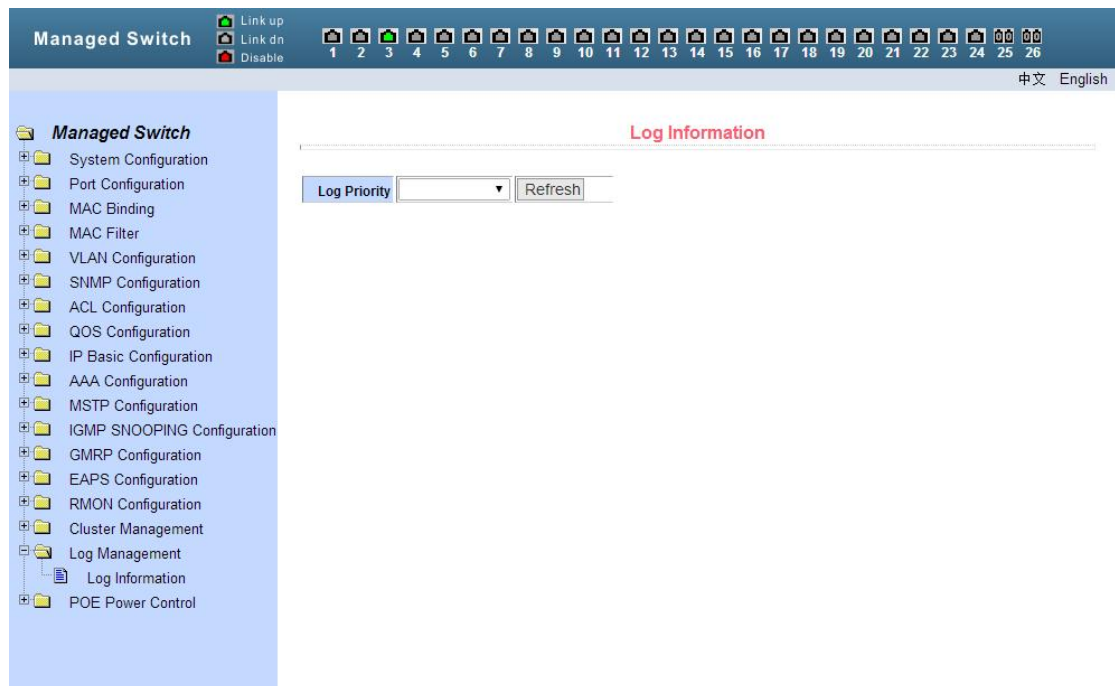 Managed Switch
Link up
Link dn
Disable
1 2 3 4 5 6 7 8 9 10 11 12 13 14 15 16 17 18 19 20 21 22 23 24 25 26
中文 English
Managed Switch
System Configuration
Port Configuration
MAC Binding
MAC Filter
VLAN Configuration
SNMP Configuration
ACL Configuration
QOS Configuration
IP Basic Configuration
AAA Configuration
MSTP Configuration
IGMP SNOOPING Configuration
GMRP Configuration
EAPS Configuration
RMON Configuration
Cluster Management
Log Management
Log Information
POE Power Control
Log Information
Log Priority Refresh